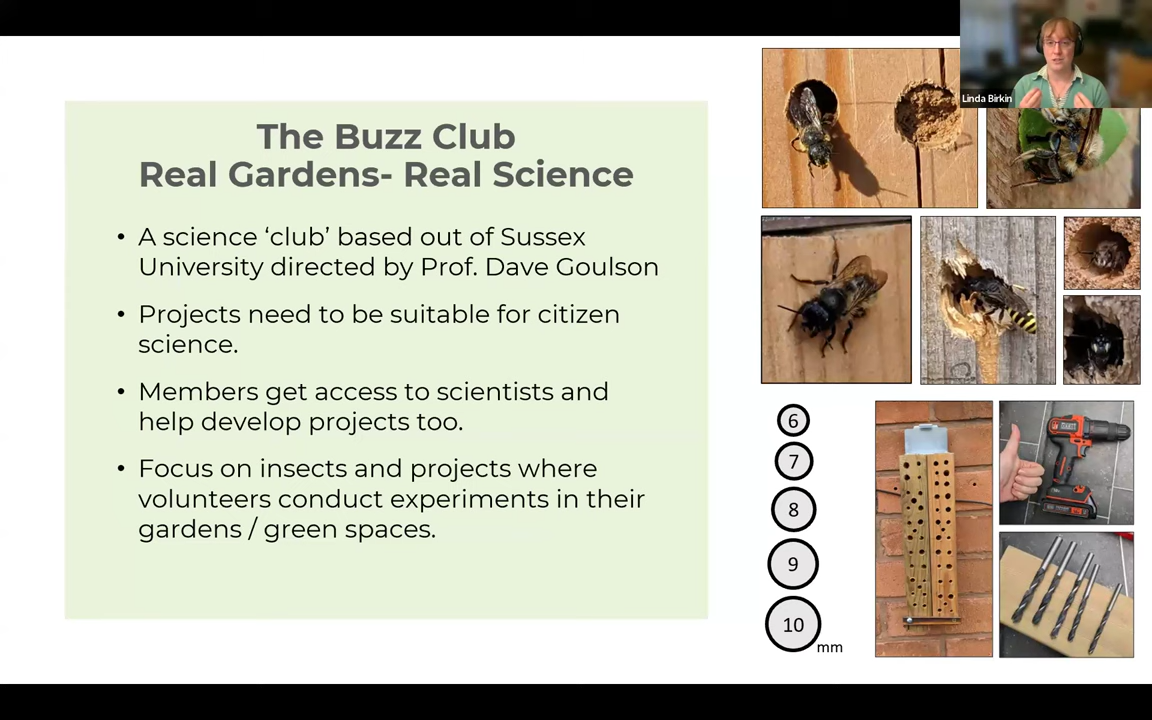 The Buzz Club
Real Gardens- Real Science
• A science ‘club’ based out of Sussex
University directed by Prof. Dave Goulson
• Projects need to be suitable for citizen
science.
• Members get access to scientists and
help develop projects too.
• Focus on insects and projects where
volunteers conduct experiments in their
gardens / green spaces.
Linda Birkin
6
7
8
9
10
mm